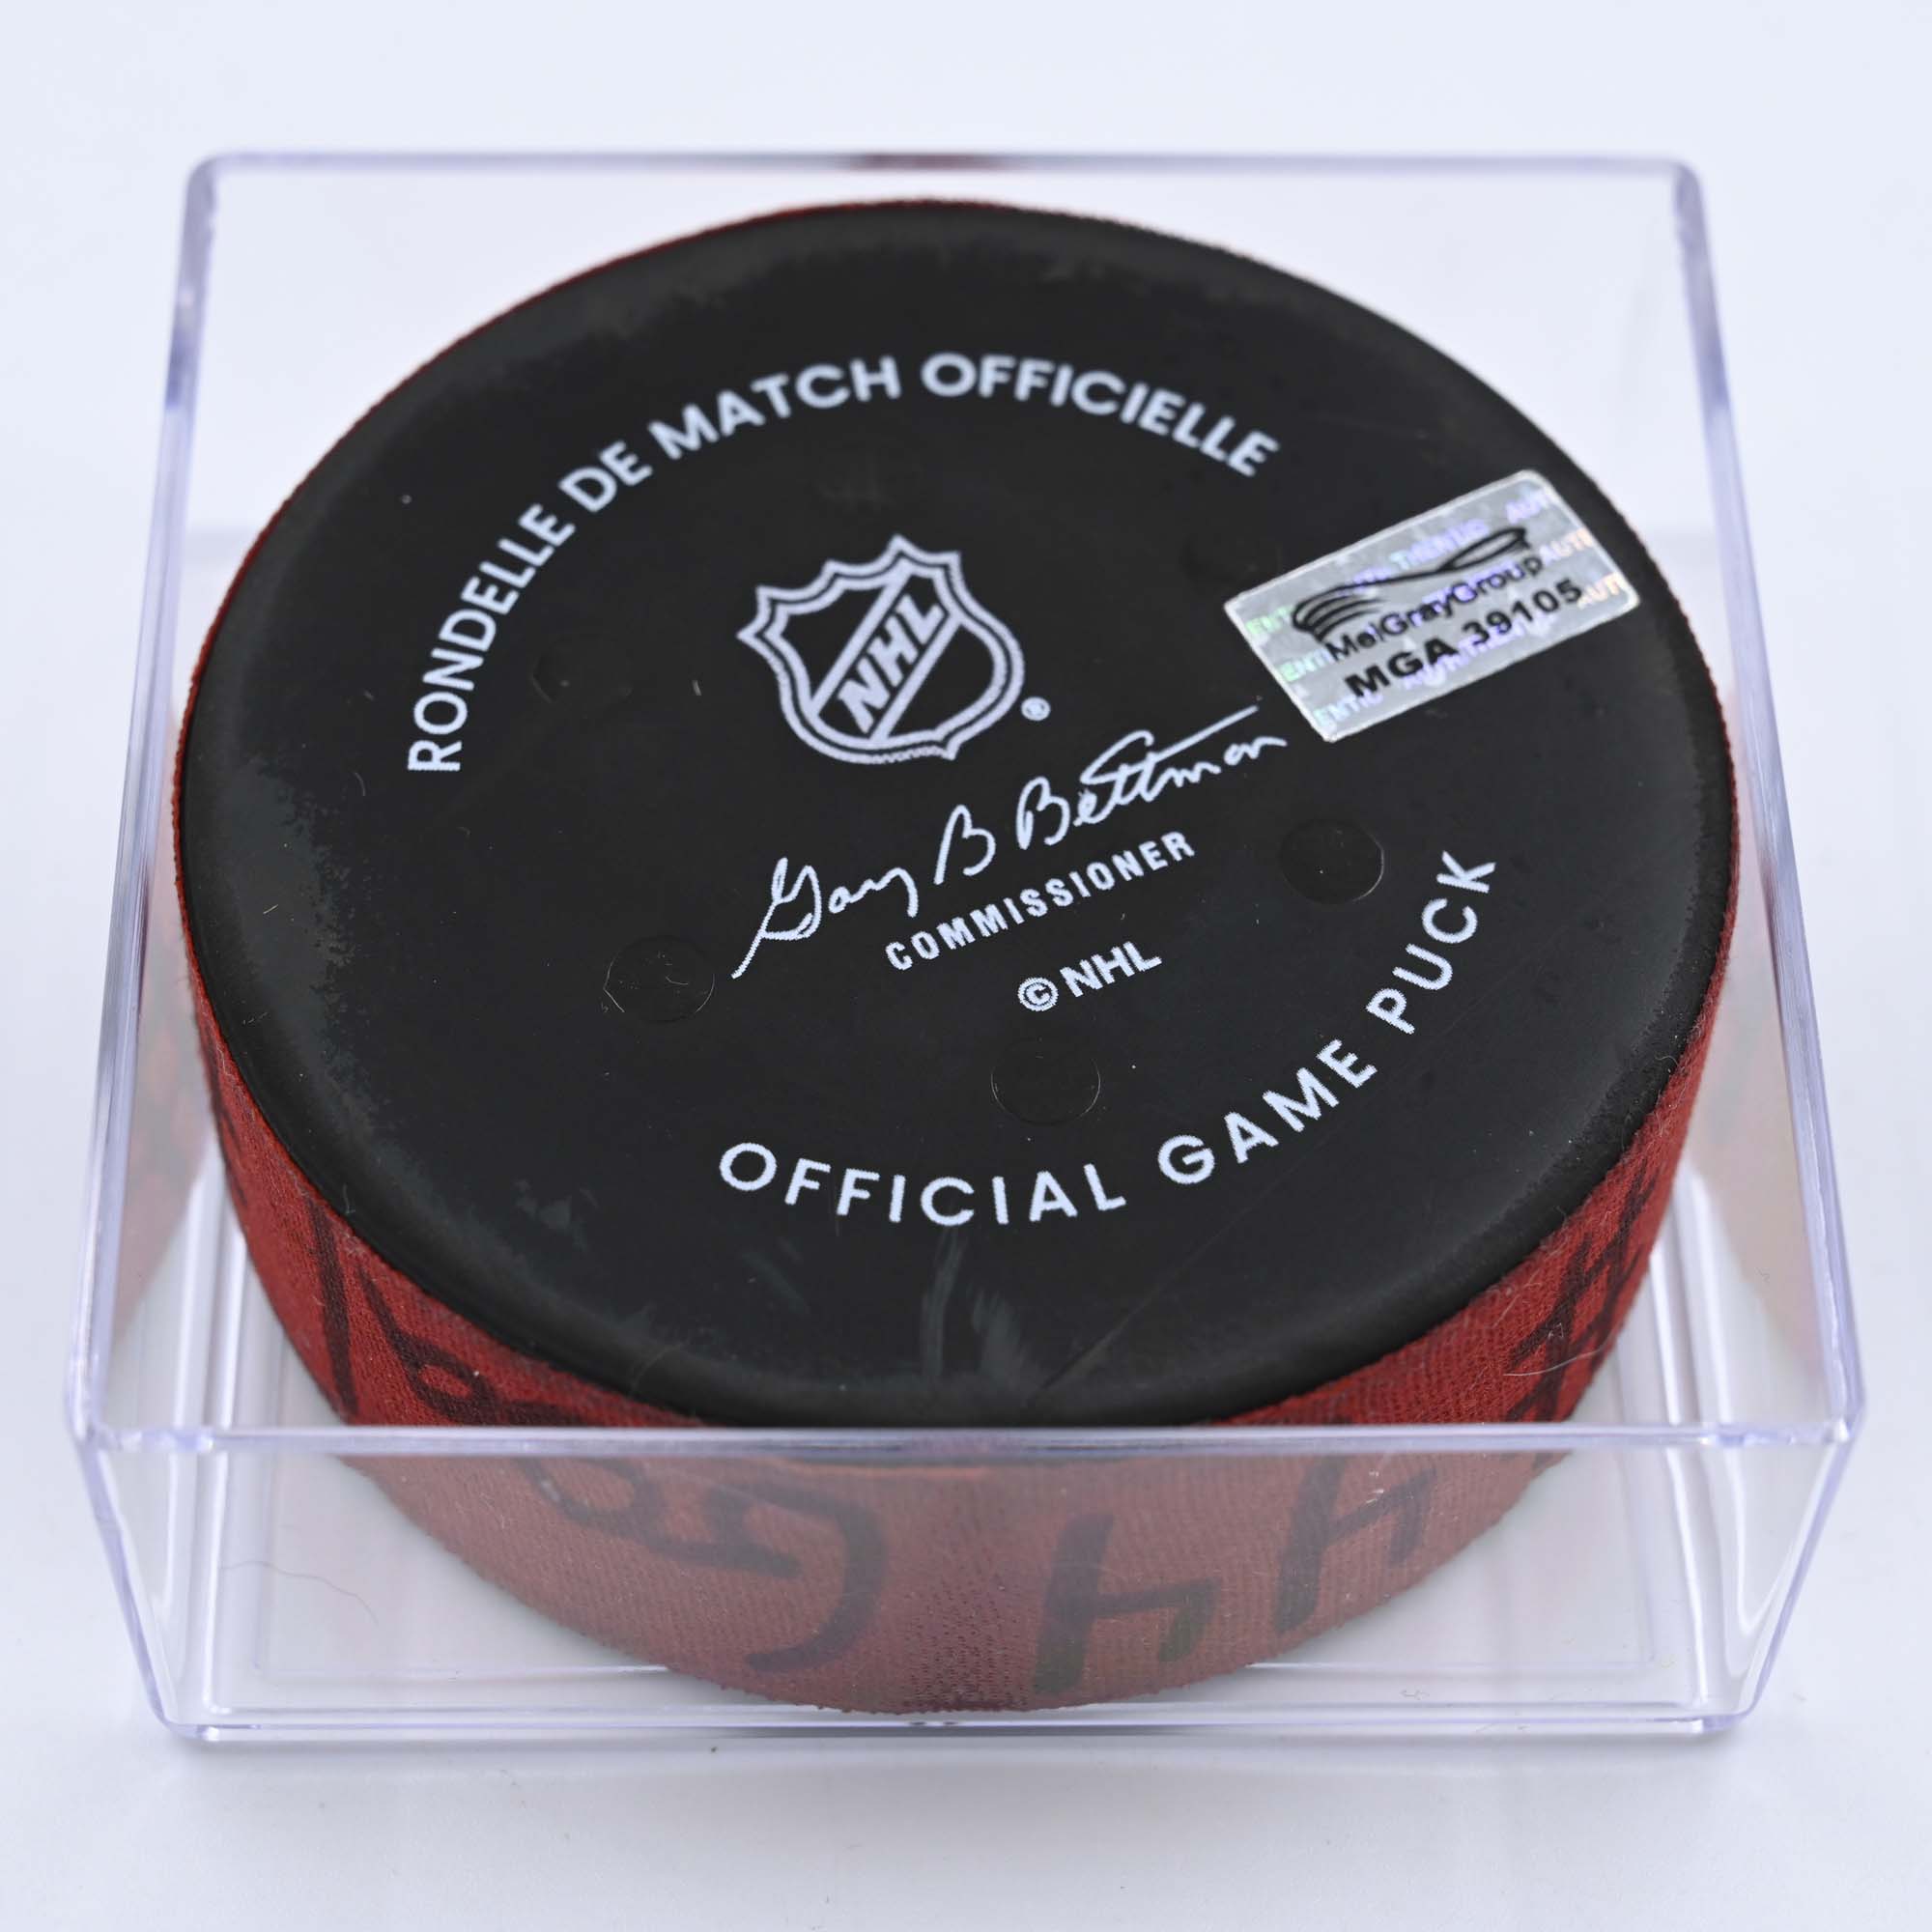 RONDELLE DE MATCH OFFICIELLE
NHL
®
MeiGrayGroup
MGA 39105
Gary B Bettman
COMMISSIONER
© NHL
OFFICIAL GAME PUCK